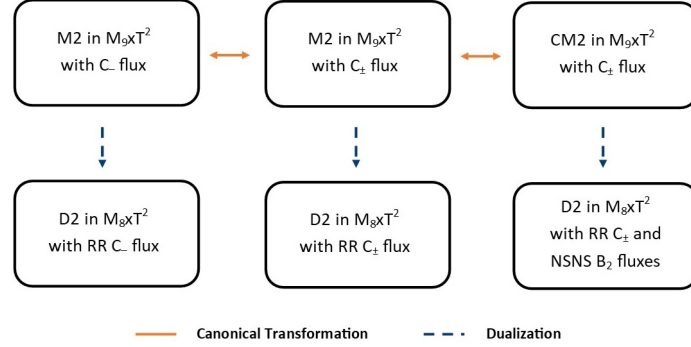 M2 in M₉xT²
with C₋ flux
M2 in M₉xT²
with C± flux
CM2 in M₉xT²
with C± flux
D2 in M₈xT²
with RR C₋ flux
D2 in M₈xT²
with RR C± flux
D2 in M₈xT²
with RR C± and
NSNS B₂ fluxes
Canonical Transformation
Dualization